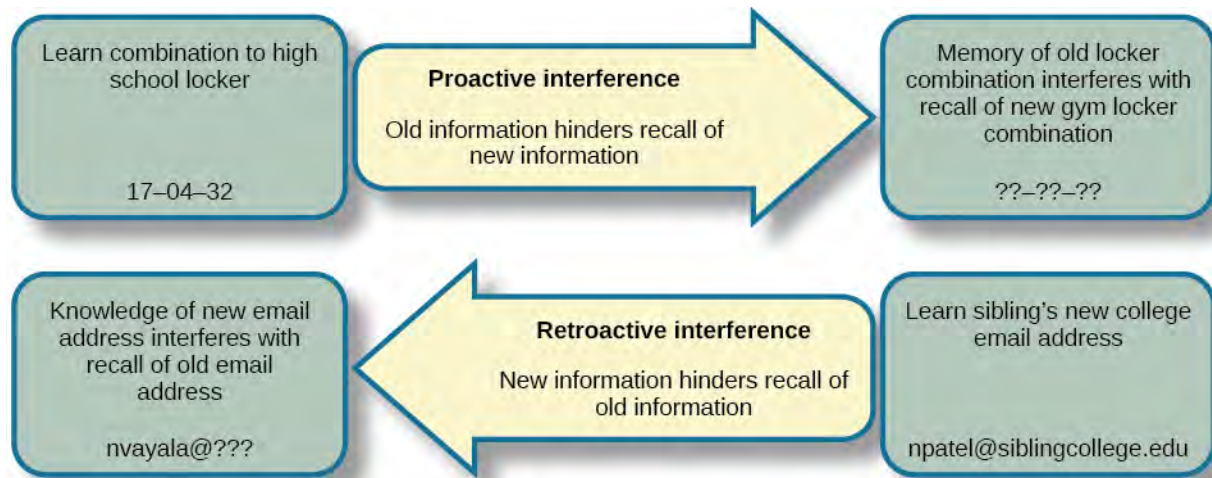 Learn combination to high
school locker
17–04–32
Proactive interference
Old information hinders recall of
new information
Memory of old locker
combination interferes with
recall of new gym locker
combination
??–??–??
Knowledge of new email
address interferes with
recall of old email
address
nvayala@???
Retroactive interference
New information hinders recall of
old information
Learn sibling’s new college
email address
npatel@siblingcollege.edu